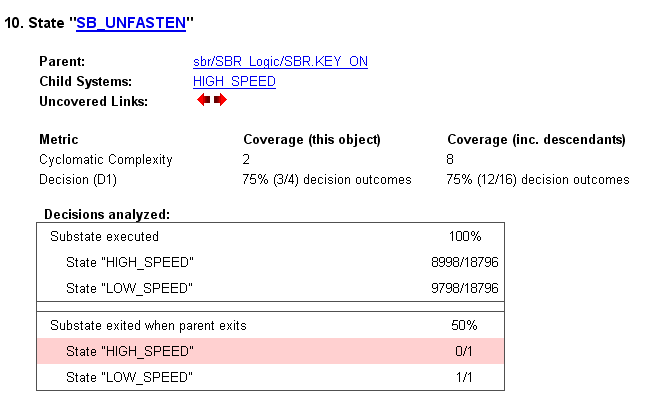 10. State "SB_UNFASTEN"
Parent: sbr/SBR_Logic/SBR.KEY_ON
Child Systems: HIGH_SPEED
Uncovered Links:
Metric Coverage (this object) Coverage (inc. descendants)
Cyclomatic Complexity 2 8
Decision (D1) 75% (3/4) decision outcomes 75% (12/16) decision outcomes
Decisions analyzed:
Substate executed 100%
State "HIGH_SPEED" 8998/18796
State "LOW_SPEED" 9798/18796
Substate exited when parent exits 50%
State "HIGH_SPEED" 0/1
State "LOW_SPEED" 1/1